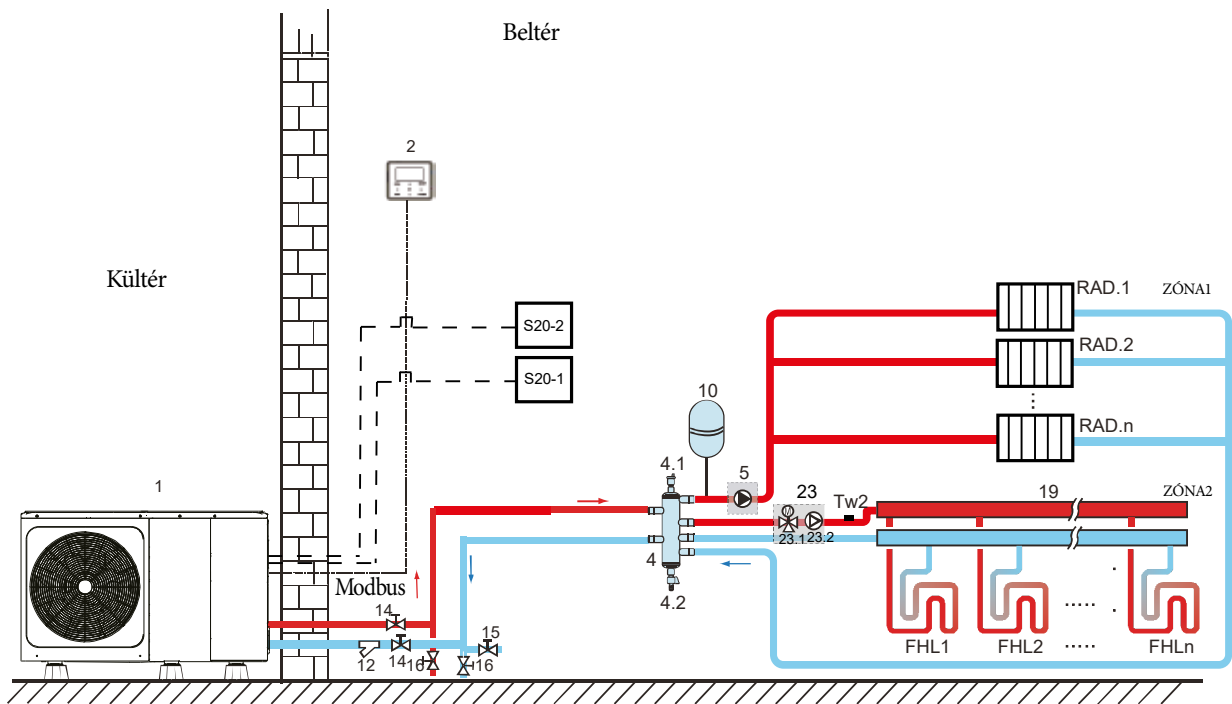 Beltér
2
Kültér
S20-2
S20-1
RAD.1
ZÓNA1
RAD.2
RAD.n
10
4.1
5
23
Tw2
19
ZÓNA2
1
23.1
23.2
4
4.2
Modbus
14
15
12
14
16
16
FHL1
FHL2
FHLn